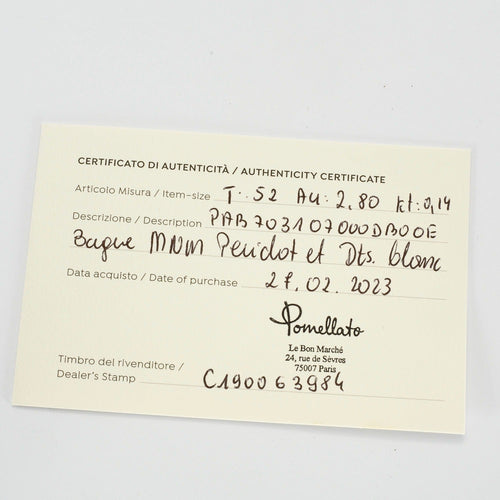 CERTIFICATO DI AUTENTICITÀ / AUTHENTICITY CERTIFICATE
Articolo Misura / Item-size T. 52 Au: 2,80 kt: 0,14
Descrizione / Description PAB703107000DB00E
Bague MNM Peridot et Dts. blanc
Data acquisto / Date of purchase 27.02.2023
Pomellato
Le Bon Marché
24, rue de Sèvres
75007 Paris
Timbro del rivenditore /
Dealer's Stamp C190063984